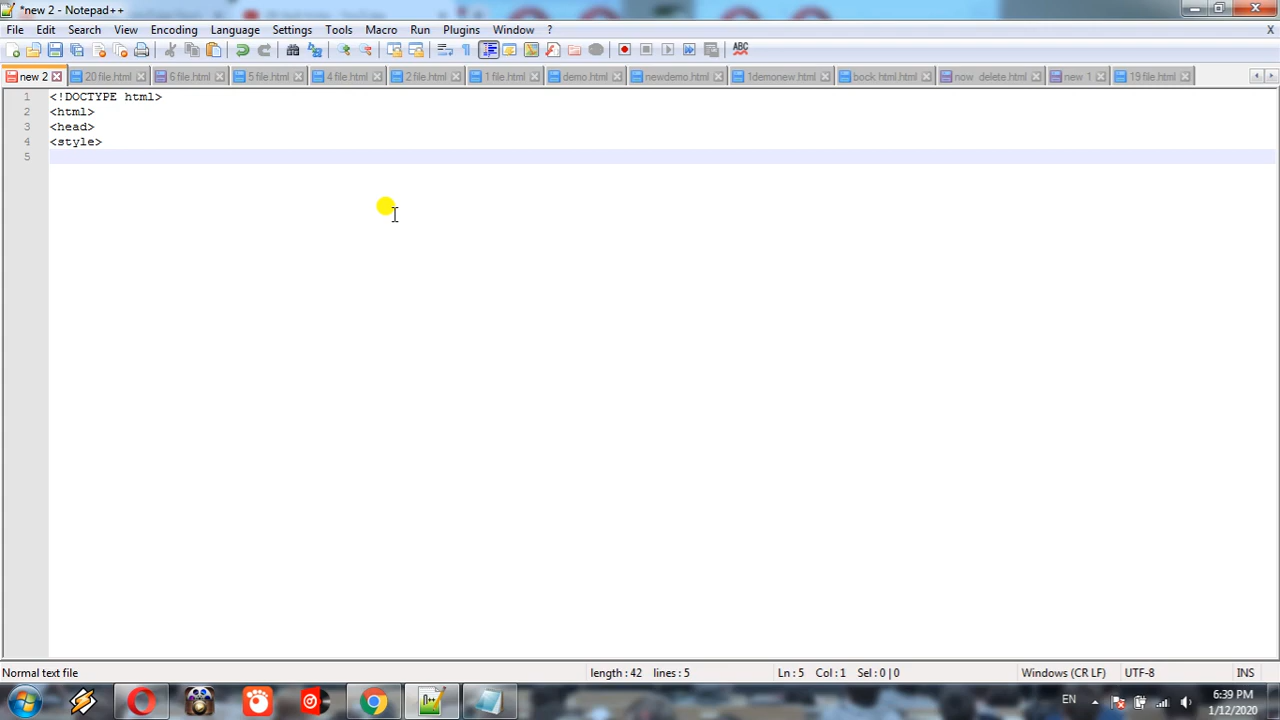 *new 2 - Notepad++
File Edit Search View Encoding Language Settings Tools Macro Run Plugins Window ? X
ABC
new 2 20 file.html 6 file.html 5 file.html 4 file.html 2 file.html 1 file.html demo.html newdemo.html 1demonew.html bock .html.html now delete.html new 1 19 file.html
1 <!DOCTYPE html>
2 <html>
3 <head>
4 <style>
5
Normal text file length : 42 lines : 5 Ln : 5 Col : 1 Sel : 0 | 0 Windows (CR LF) UTF-8 INS
EN 6:39 PM
1/12/2020